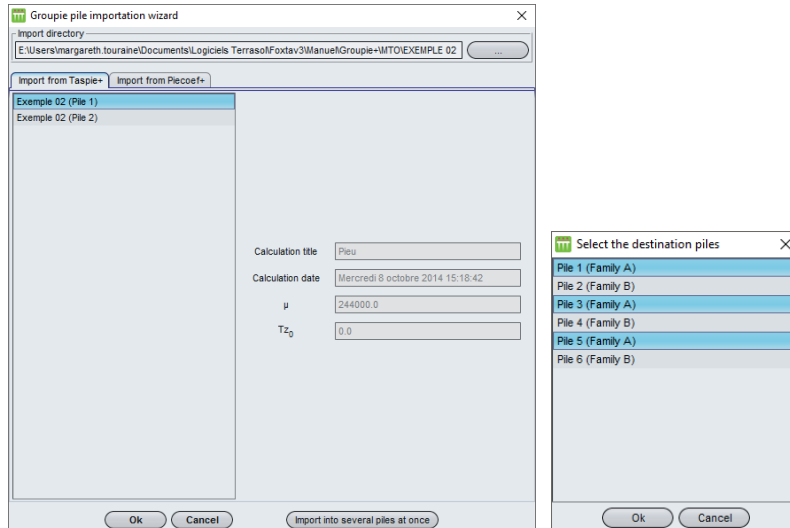 Groupie pile importation wizard
Import directory
E:\Users\margareth.touraine\Documents\Logiciels Terrasol\Foxtav3\Manuel\Groupie+\MTO\EXEMPLE 02
...
Import from Taspie+ Import from Piecoef+
Exemple 02 (Pile 1)
Exemple 02 (Pile 2)
Calculation title Pieu
Calculation date Mercredi 8 octobre 2014 15:18:42
μ 244000.0
Tz0 0.0
Ok Cancel Import into several piles at once
Select the destination piles
Pile 1 (Family A)
Pile 2 (Family B)
Pile 3 (Family A)
Pile 4 (Family B)
Pile 5 (Family A)
Pile 6 (Family B)
Ok Cancel